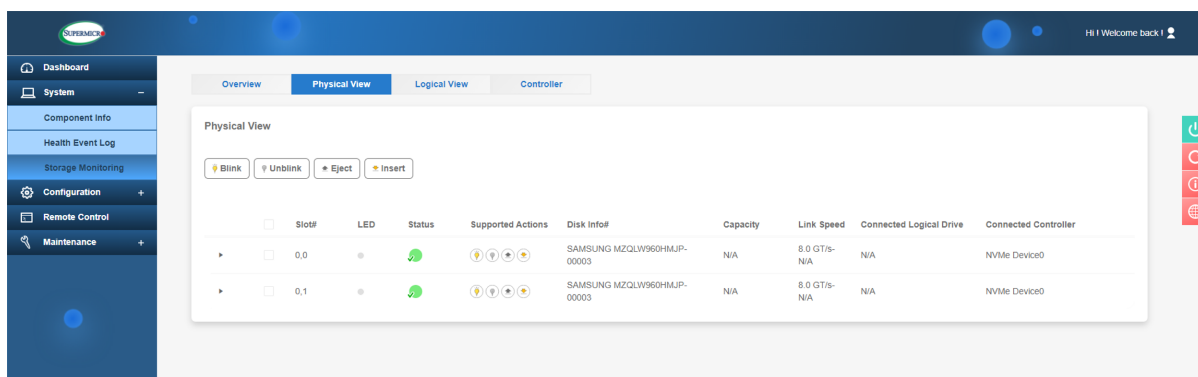 SUPERMICR
Hi ! Welcome back !
Dashboard
System −
Component Info
Health Event Log
Storage Monitoring
Configuration +
Remote Control
Maintenance +
Overview Physical View Logical View Controller
Physical View
Blink Unblink Eject Insert
Slot# LED Status Supported Actions Disk Info# Capacity Link Speed Connected Logical Drive Connected Controller
0,0 SAMSUNG MZQLW960HMJP-00003 N/A 8.0 GT/s-N/A N/A NVMe Device0
0,1 SAMSUNG MZQLW960HMJP-00003 N/A 8.0 GT/s-N/A N/A NVMe Device0